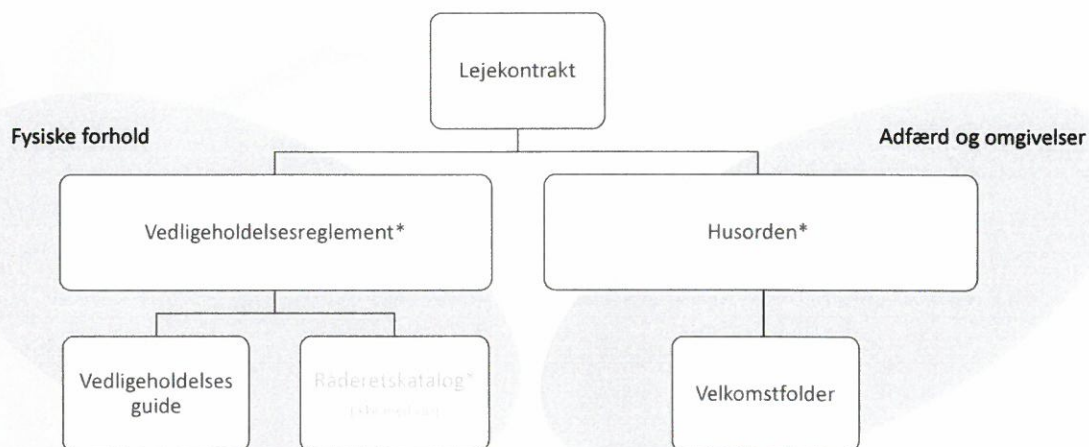 Lejekontrakt
Fysiske forhold
Adfærd og omgivelser
Vedligeholdelsesreglement*
Husorden*
Vedligeholdelses
guide
Råderetskatalog*
Velkomstfolder